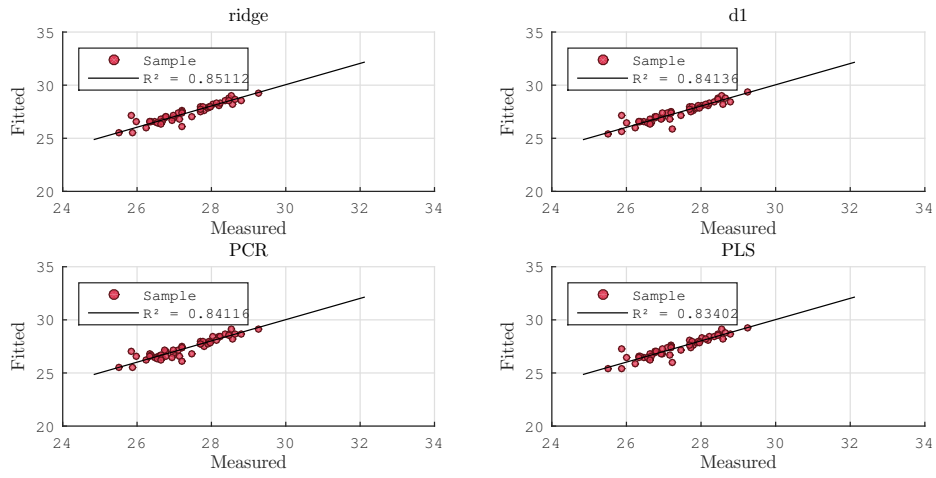 ridge
35
30
25
20
Fitted
Sample
R² = 0.85112
24 26 28 30 32 34
Measured
d1
35
30
25
20
Fitted
Sample
R² = 0.84136
24 26 28 30 32 34
Measured
PCR
35
30
25
20
Fitted
Sample
R² = 0.84116
24 26 28 30 32 34
Measured
PLS
35
30
25
20
Fitted
Sample
R² = 0.83402
24 26 28 30 32 34
Measured